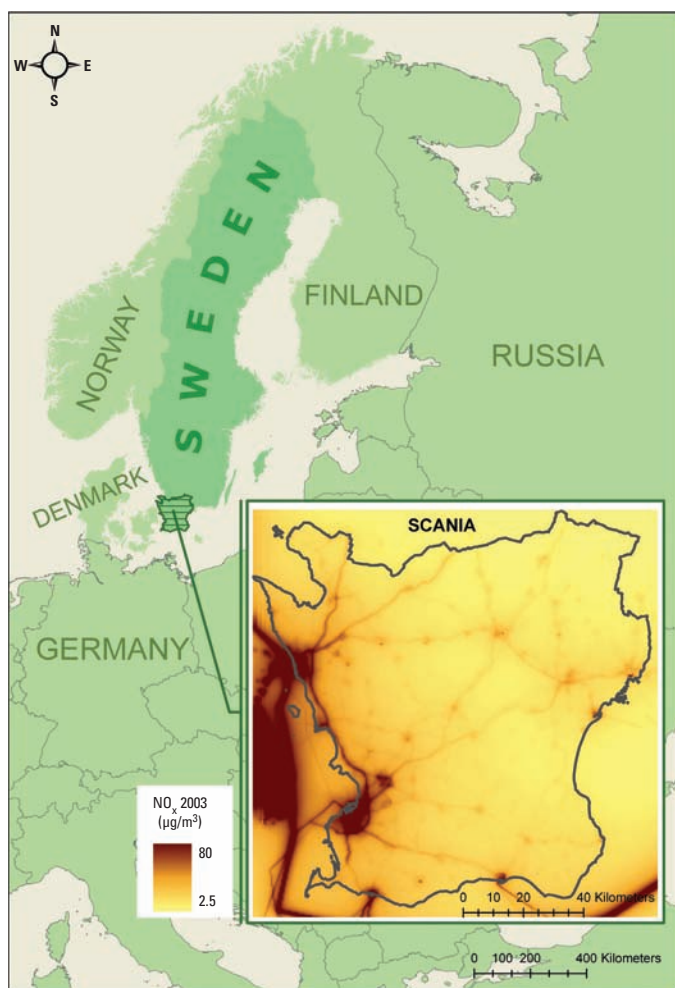 N
W E
S
SWEDEN
FINLAND
NORWAY
RUSSIA
DENMARK
SCANIA
GERMANY
NOx 2003
(µg/m³)
80
2.5
0 10 20 40 Kilometers
0 100 200 400 Kilometers